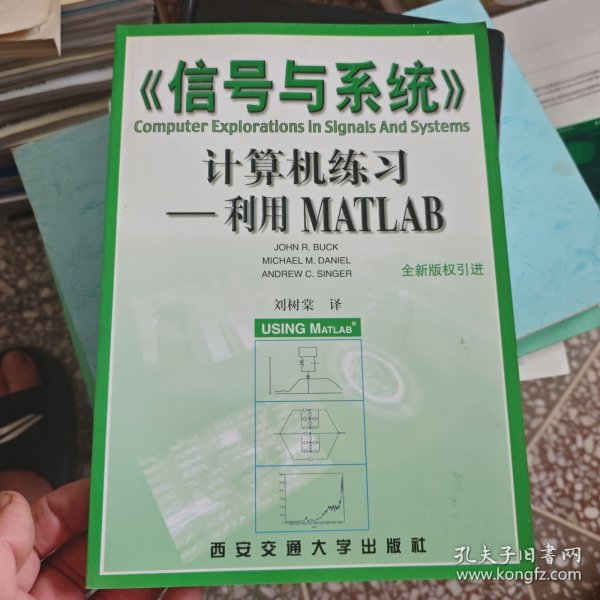 《信号与系统》
Computer Explorations in Signals And Systems
计算机练习
—利用 MATLAB
JOHN R. BUCK
MICHAEL M. DANIEL
ANDREW C. SINGER
全新版权引进
刘树棠 译
USING MATLAB®
西安交通大学出版社
孔夫子旧书网
www.kongfz.com